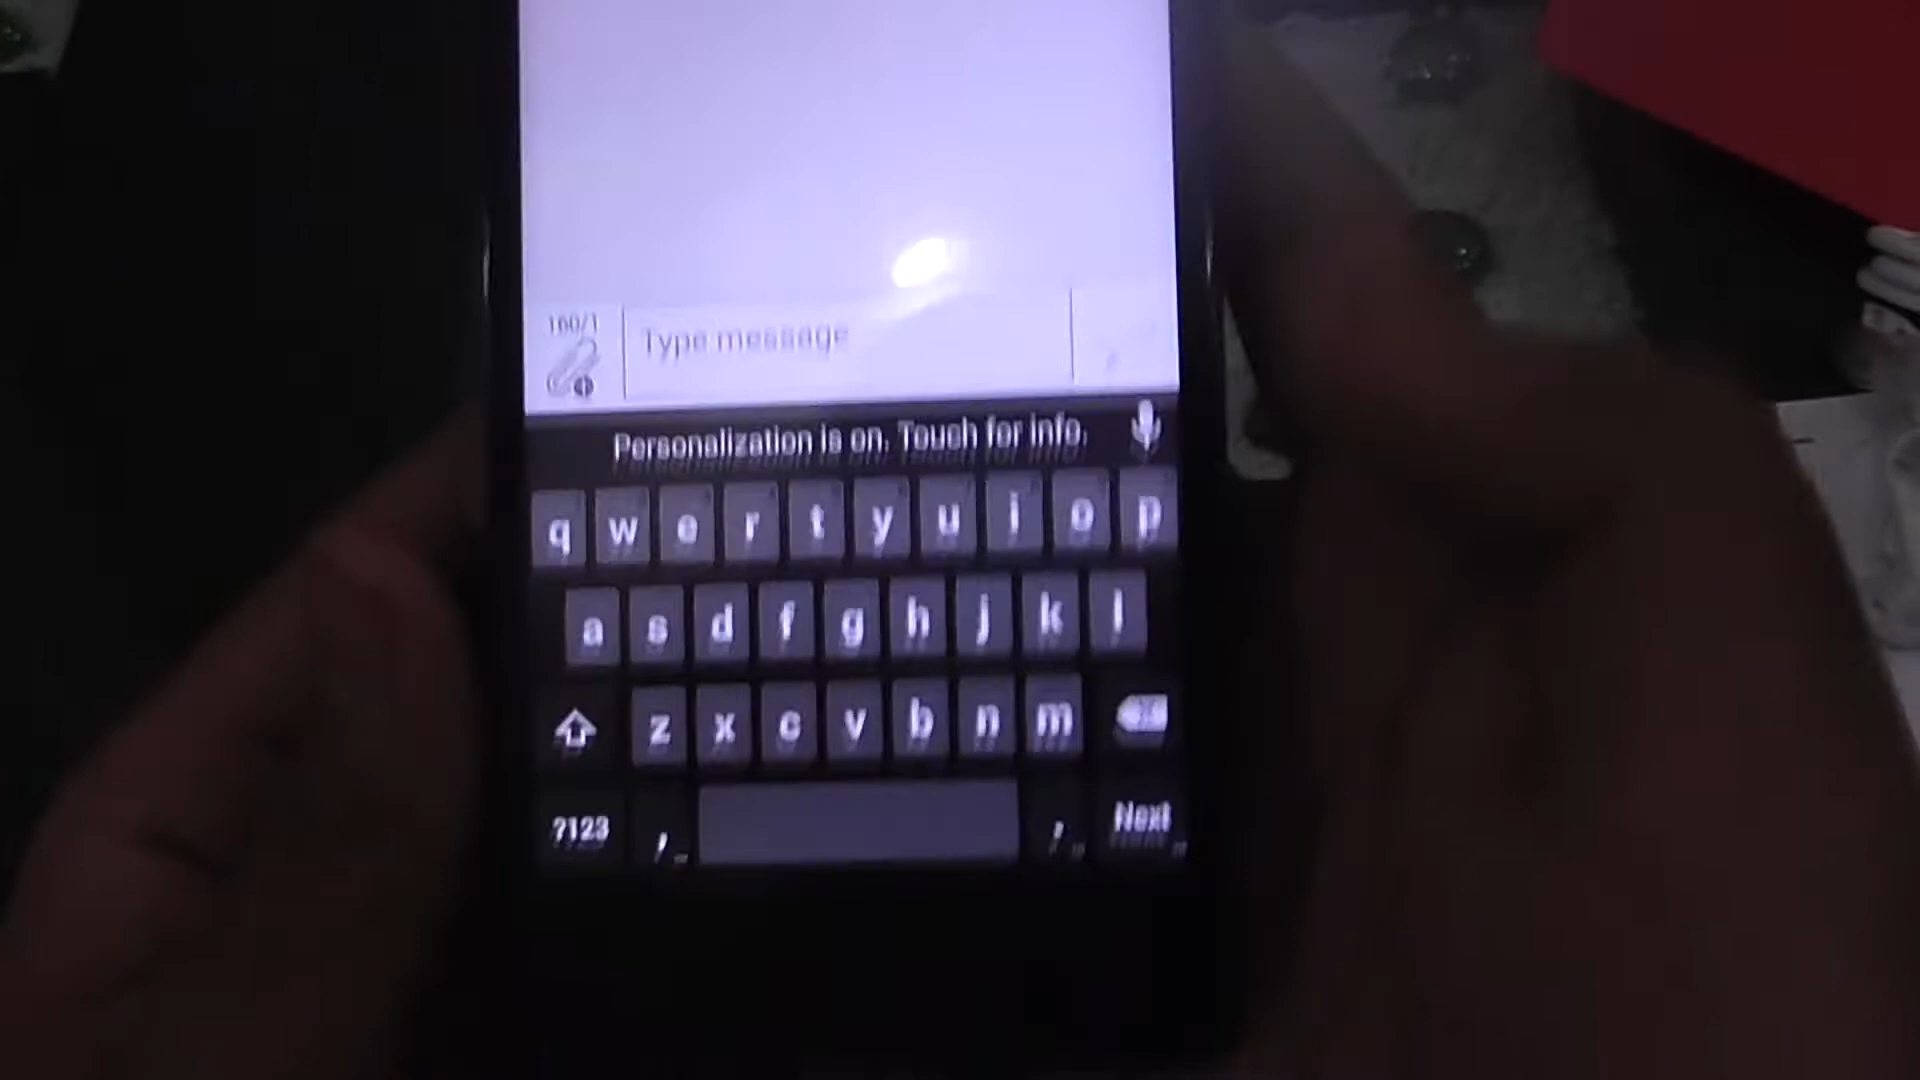 160/1
Type message
Personalization is on. Touch for info.
q w e r t y u i o p
a s d f g h j k l
z x c v b n m
?123 , , Next